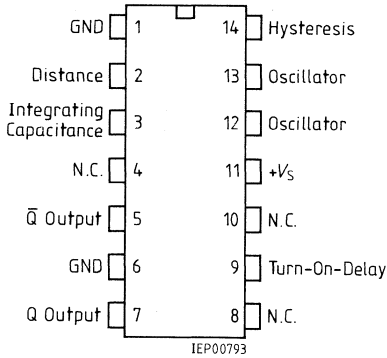 GND 1 14 Hysteresis
Distance 2 13 Oscillator
Integrating
Capacitance 3 12 Oscillator
N.C. 4 11 +Vs
Q̅ Output 5 10 N.C.
GND 6 9 Turn-On-Delay
Q Output 7 8 N.C.
IEP00793